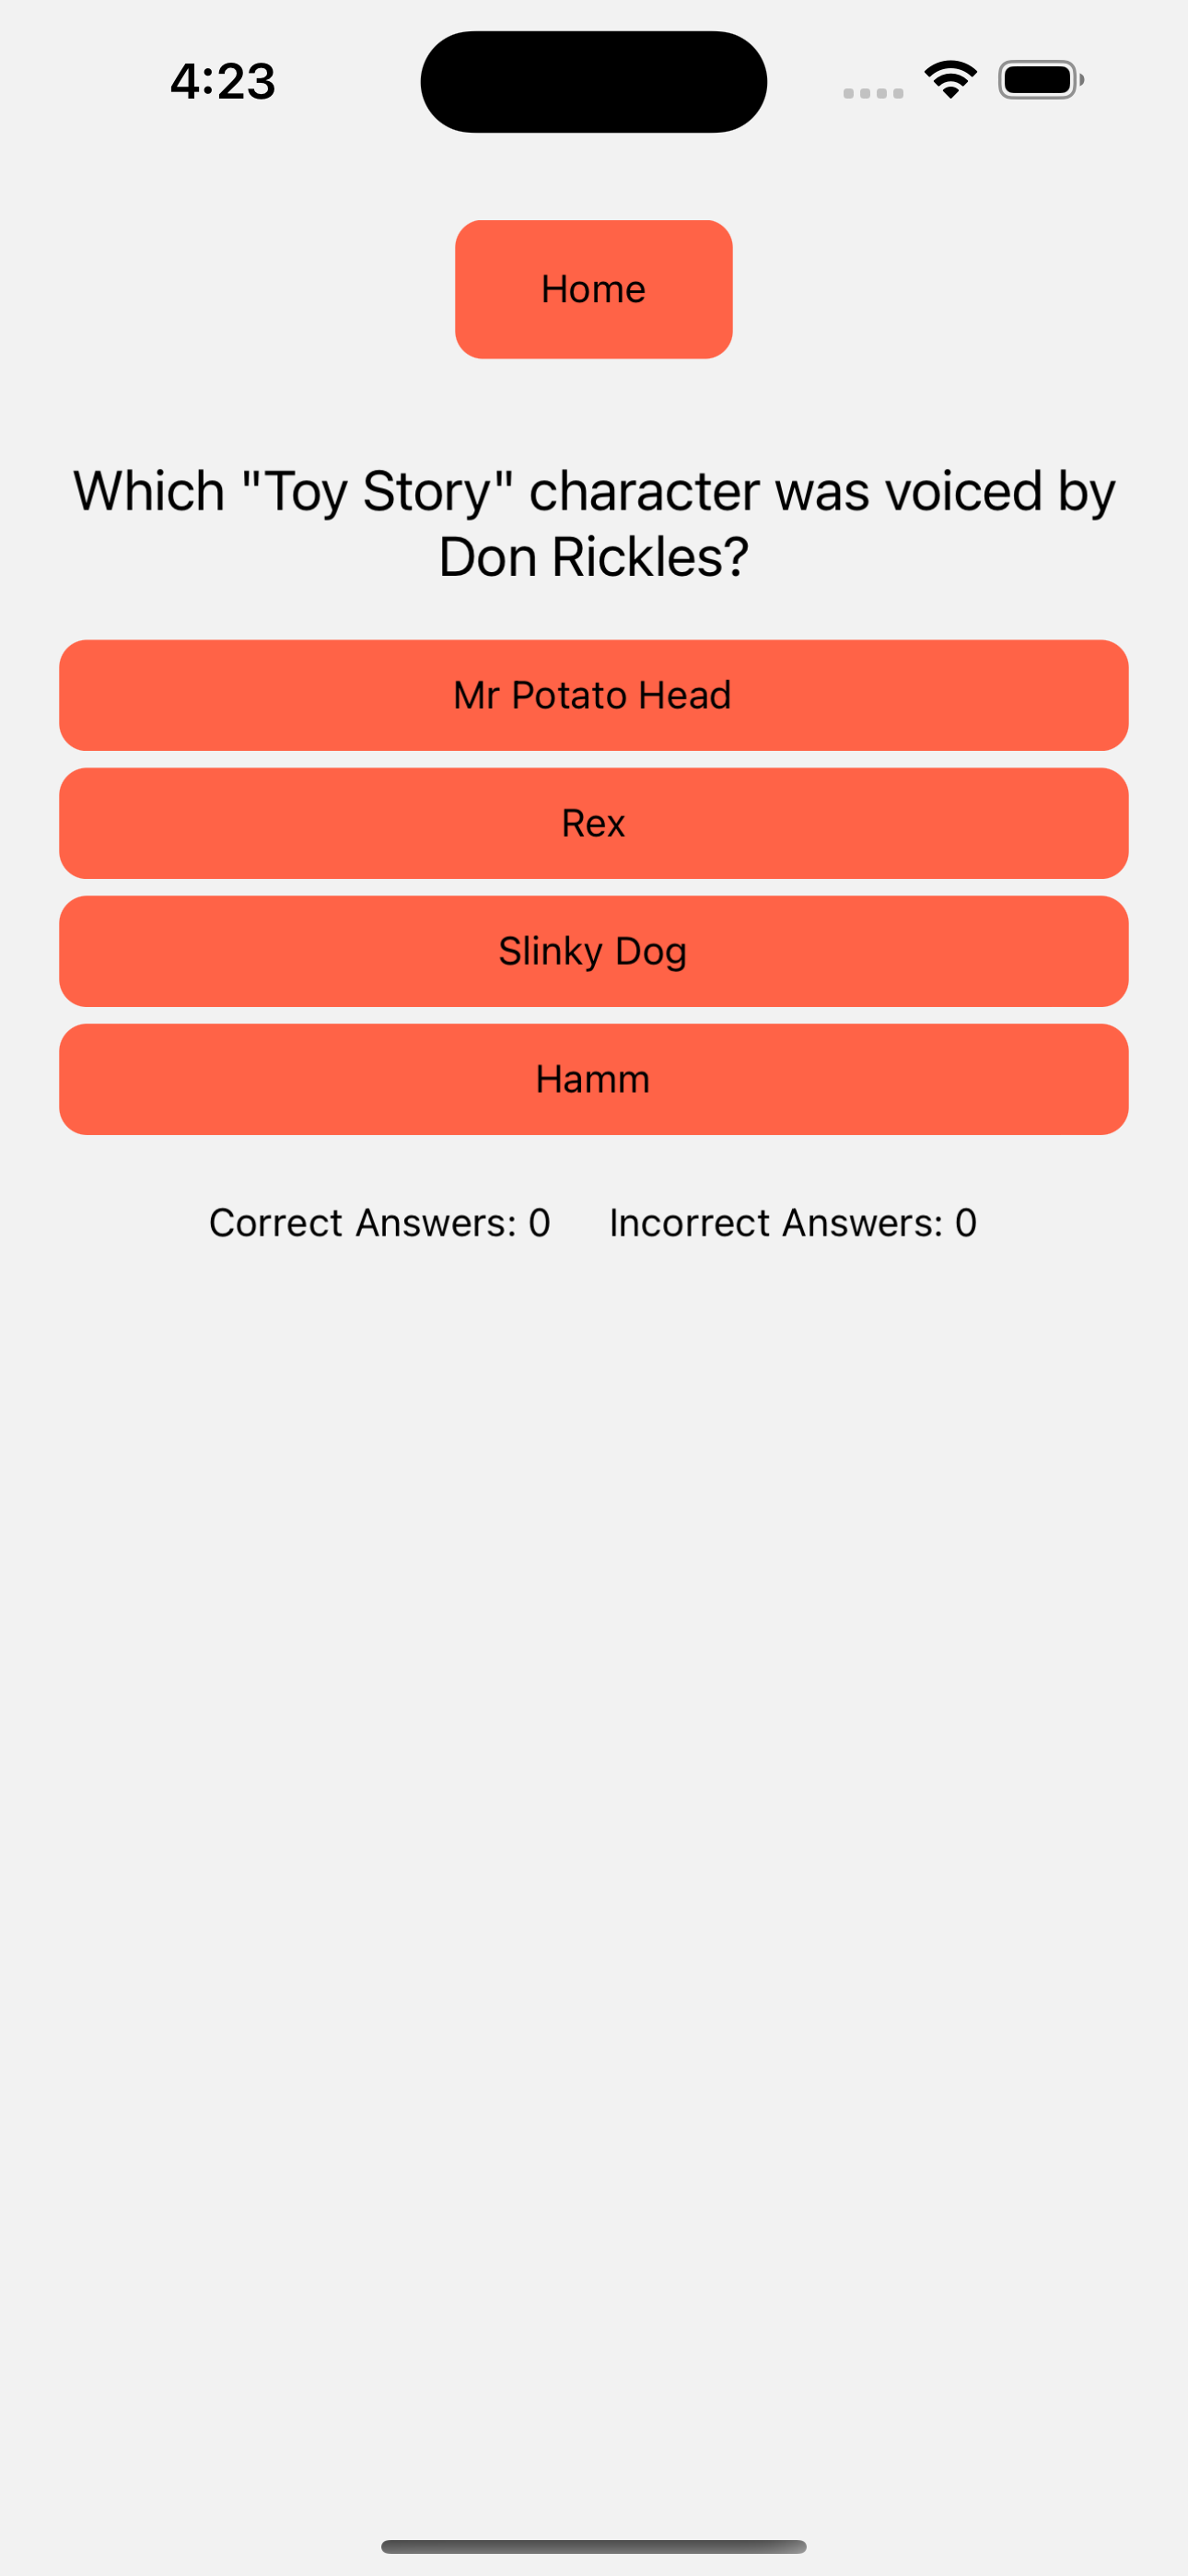 4:23
Home
Which "Toy Story" character was voiced by
Don Rickles?
Mr Potato Head
Rex
Slinky Dog
Hamm
Correct Answers: 0 Incorrect Answers: 0